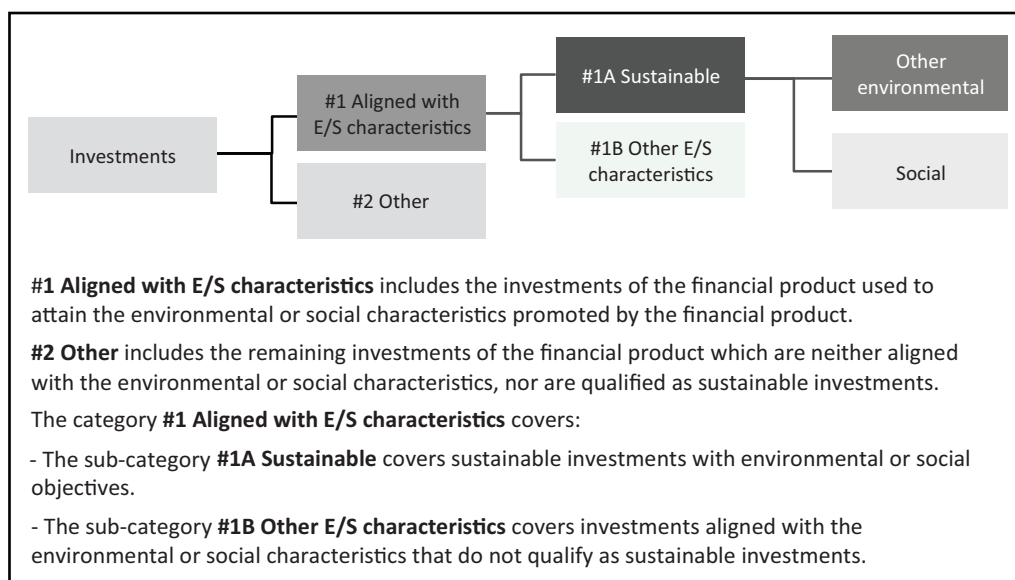 Investments
#1 Aligned with
E/S characteristics
#2 Other
#1A Sustainable
#1B Other E/S
characteristics
Other
environmental
Social
#1 Aligned with E/S characteristics includes the investments of the financial product used to
attain the environmental or social characteristics promoted by the financial product.
#2 Other includes the remaining investments of the financial product which are neither aligned
with the environmental or social characteristics, nor are qualified as sustainable investments.
The category #1 Aligned with E/S characteristics covers:
- The sub-category #1A Sustainable covers sustainable investments with environmental or social
objectives.
- The sub-category #1B Other E/S characteristics covers investments aligned with the
environmental or social characteristics that do not qualify as sustainable investments.